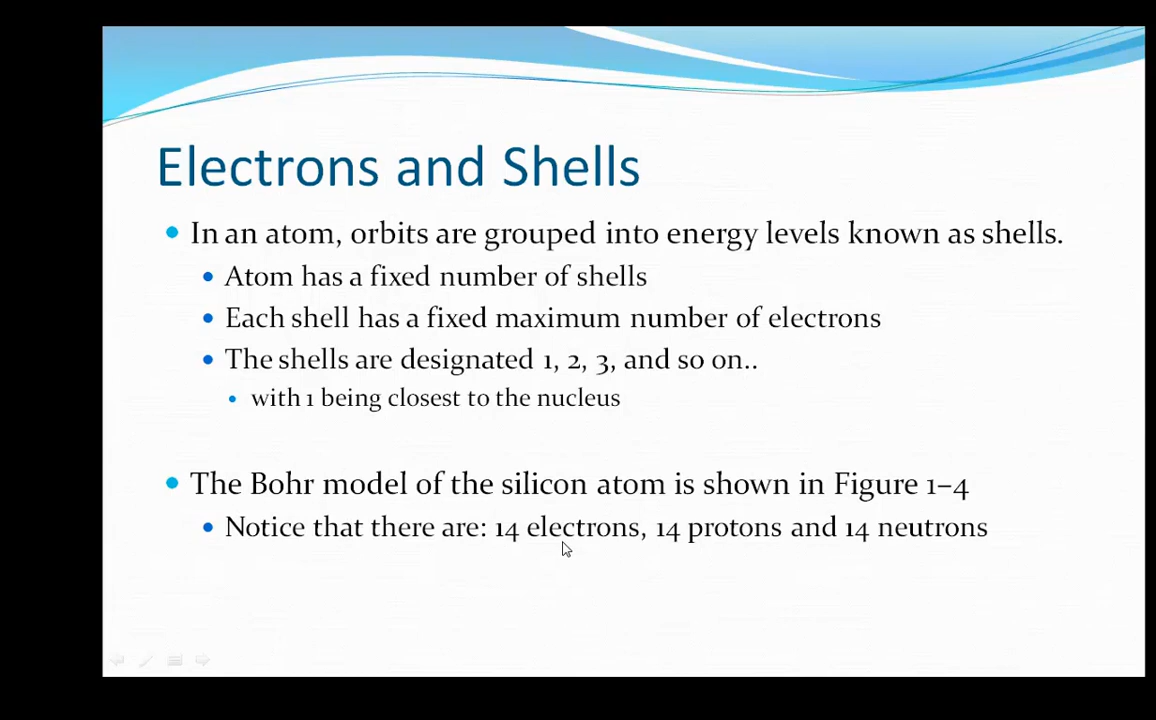 Electrons and Shells
In an atom, orbits are grouped into energy levels known as shells.
Atom has a fixed number of shells
Each shell has a fixed maximum number of electrons
The shells are designated 1, 2, 3, and so on..
with 1 being closest to the nucleus
The Bohr model of the silicon atom is shown in Figure 1–4
Notice that there are: 14 electrons, 14 protons and 14 neutrons